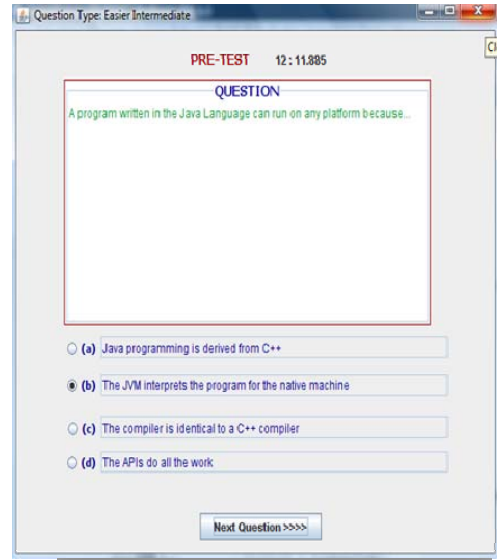 Question Type: Easier Intermediate
PRE-TEST 12 : 11.885
QUESTION
A program written in the Java Language can run on any platform because...
(a) Java programming is derived from C++
(b) The JVM interprets the program for the native machine
(c) The compiler is identical to a C++ compiler
(d) The APIs do all the work
Next Question >>>>